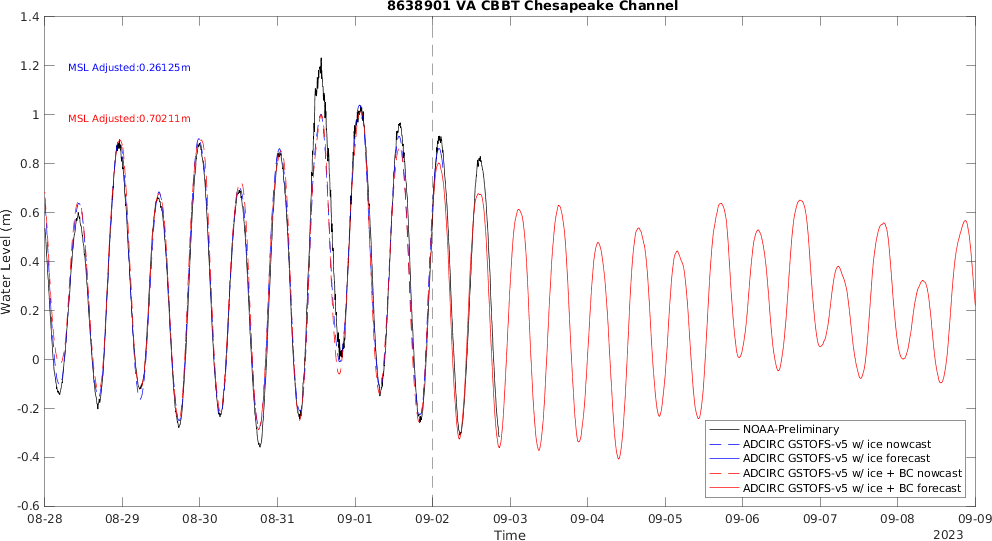 8638901 VA CBBT Chesapeake Channel
1.4
1.2
1
0.8
0.6
0.4
0.2
0
-0.2
-0.4
-0.6
Water Level (m)
MSL Adjusted:0.26125m
MSL Adjusted:0.70211m
NOAA-Preliminary
ADCIRC GSTOFS-v5 w/ ice nowcast
ADCIRC GSTOFS-v5 w/ ice forecast
ADCIRC GSTOFS-v5 w/ ice + BC nowcast
ADCIRC GSTOFS-v5 w/ ice + BC forecast
08-28 08-29 08-30 08-31 09-01 09-02 09-03 09-04 09-05 09-06 09-07 09-08 09-09
Time
2023